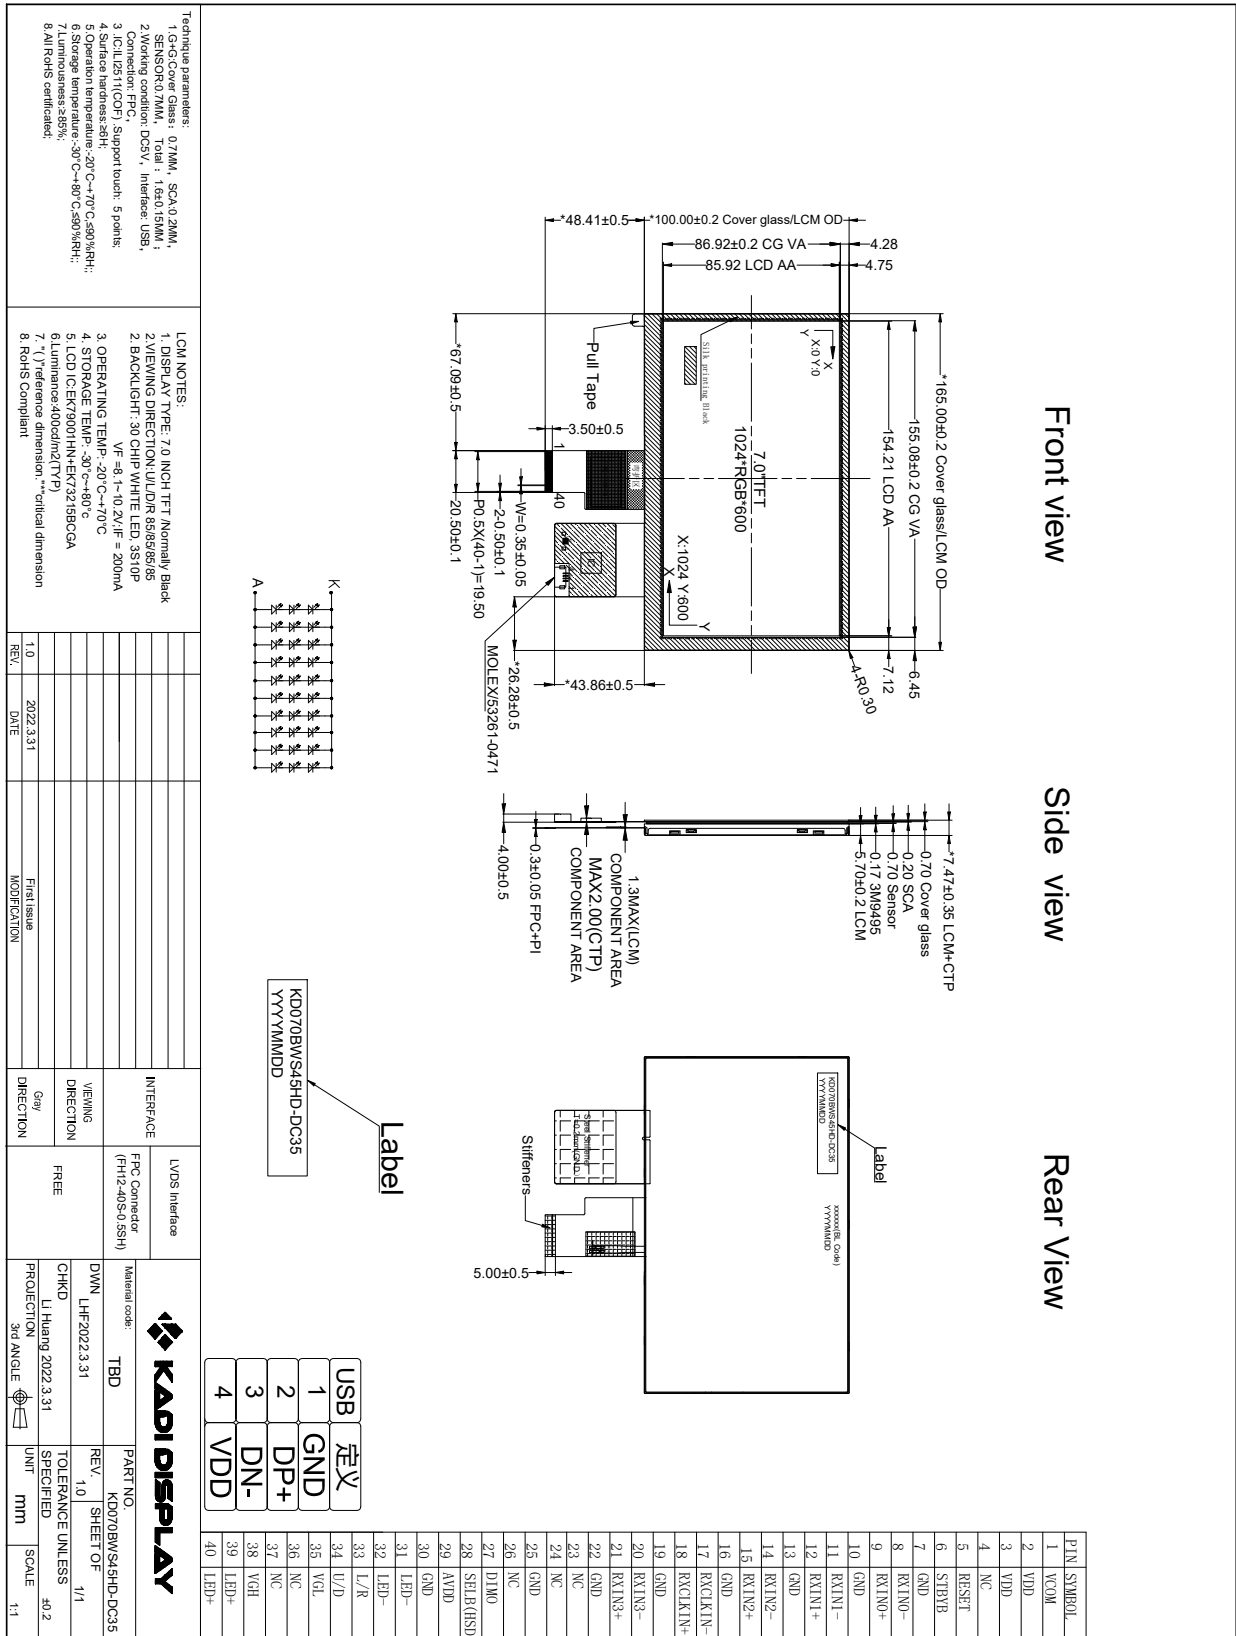 Front view
Side view
Rear View
*165.00±0.2 Cover glass/LCM OD
155.08±0.2 CG VA
154.21 LCD AA
6.45
7.12
4-R0.30
*48.41±0.5
*100.00±0.2 Cover glass/LCM OD
86.92±0.2 CG VA
4.28
85.92 LCD AA
4.75
X
Y
X:0 Y:0
Silk printing Black
7.0"TFT
1024*RGB*600
X:1024 Y:600
X
Y
Pull Tape
*67.09±0.5
3.50±0.5
1
40
W=0.35±0.05
2-0.50±0.1
P0.5X(40-1)=19.50
20.50±0.1
*26.28±0.5
*43.86±0.5
MOLEX/53261-0471
K
A
*7.47±0.35 LCM+CTP
0.70 Cover glass
0.20 SCA
0.70 Sensor
0.17 3M9495
5.70±0.2 LCM
1.3MAX(LCM)
COMPONENT AREA
MAX2.00(CTP)
COMPONENT AREA
0.3±0.05 FPC+PI
4.00±0.5
KD070BWS45HD-DC35
YYYYMMDD
Label
KD070BWS45HD-DC35
YYYYMMDD
Label
xxxxxx(BL Code)
YYYYMMDD
Steel Stiffener
T=0.2mm(GND)
Stiffeners
5.00±0.5
USB 定义
1 GND
2 DP+
3 DN-
4 VDD
PIN SYMBOL
1 VCOM
2 VDD
3 VDD
4 NC
5 RESET
6 STBYB
7 GND
8 RXIN0-
9 RXIN0+
10 GND
11 RXIN1-
12 RXIN1+
13 GND
14 RXIN2-
15 RXIN2+
16 GND
17 RXCLKIN-
18 RXCLKIN+
19 GND
20 RXIN3-
21 RXIN3+
22 GND
23 NC
24 NC
25 GND
26 NC
27 DIMO
28 SELB(HSD
29 AVDD
30 GND
31 LED-
32 LED-
33 L/R
34 U/D
35 VGL
36 NC
37 NC
38 VGH
39 LED+
40 LED+
Technique parameters:
1.G+G:Cover Glass: 0.7MM, SCA:0.2MM,
SENSOR:0.7MM, Total : 1.6±0.15MM ;
2.Working condition: DC5V, Interface: USB,
Connection: FPC,
3 .IC:ILI2511(COF) .Support touch: 5 points;
4.Surface hardness:≥6H;
5.Operation temperature:-20°C~+70°C,≤90%RH;;
6.Storage temperature:-30°C~+80°C,≤90%RH;;
7.Luminousness:≥85%;
8.All RoHS certificated;
LCM NOTES:
1. DISPLAY TYPE: 7.0 INCH TFT /Normally Black
2.VIEWING DIRECTION:U/L/D/R 85/85/85/85
2. BACKLIGHT: 30 CHIP WHITE LED, 3S10P
VF =8.1~10.2V;IF = 200mA
3. OPERATING TEMP: -20°C~+70°C
4. STORAGE TEMP: -30°c~+80°c
5. LCD IC:EK79001HN+EK73215BCGA
6.Luminance:400cd/m2(TYP)
7. "( )"reference dimension,"*"critical dimension
8. RoHS Compliant
1.0 2022.3.31 First issue
REV. DATE MODIFICATION
INTERFACE
LVDS Interface
FPC Connector
(FH12-40S-0.5SH)
VIEWING
DIRECTION
Gray
DIRECTION
FREE
KADI DISPLAY
Material code: TBD
PART NO.
KD070BWS45HD-DC35
DWN LHF2022.3.31
REV. 1.0
SHEET OF 1/1
CHKD
Li Huang 2022.3.31
TOLERANCE UNLESS
SPECIFIED ±0.2
PROJECTION
3rd ANGLE
UNIT mm
SCALE 1:1